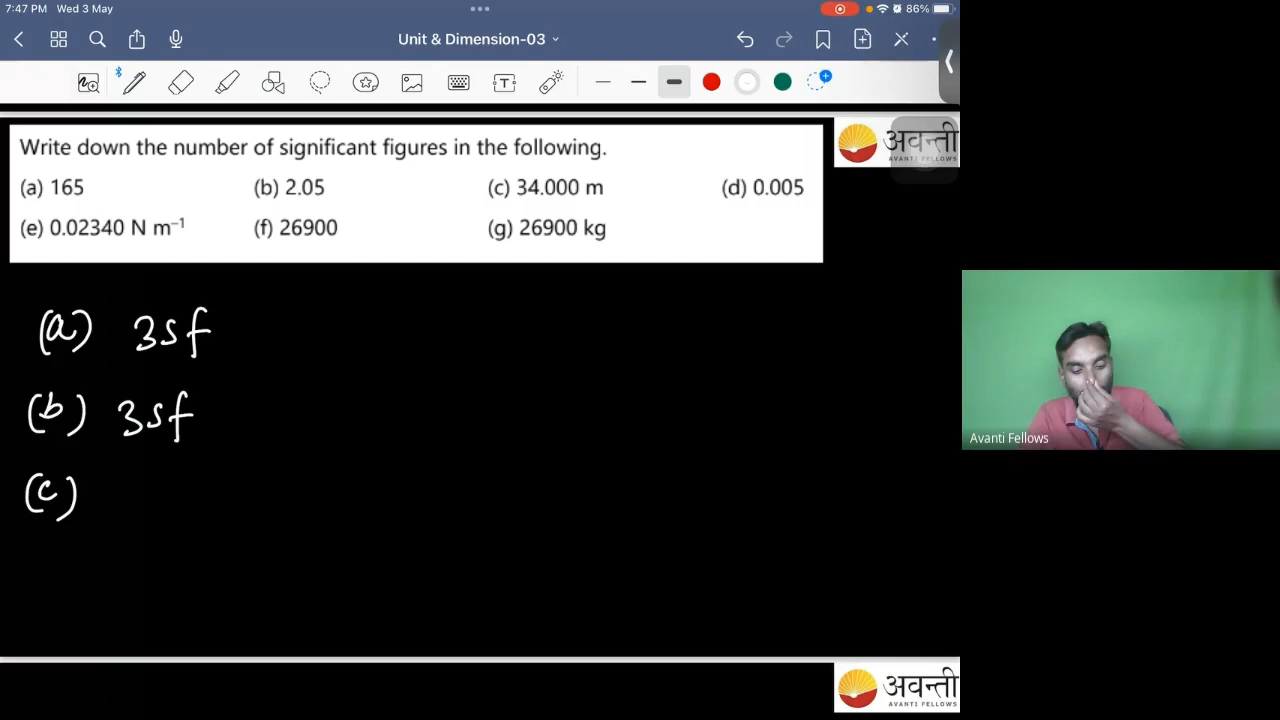 7:47 PM Wed 3 May
86%
Unit & Dimension-03
Write down the number of significant figures in the following.
(a) 165 (b) 2.05 (c) 34.000 m (d) 0.005
(e) 0.02340 N m⁻¹ (f) 26900 (g) 26900 kg
अवन्ती
AVANTI FELLOWS
(a) 3sf
(b) 3sf
(c)
Avanti Fellows
अवन्ती
AVANTI FELLOWS